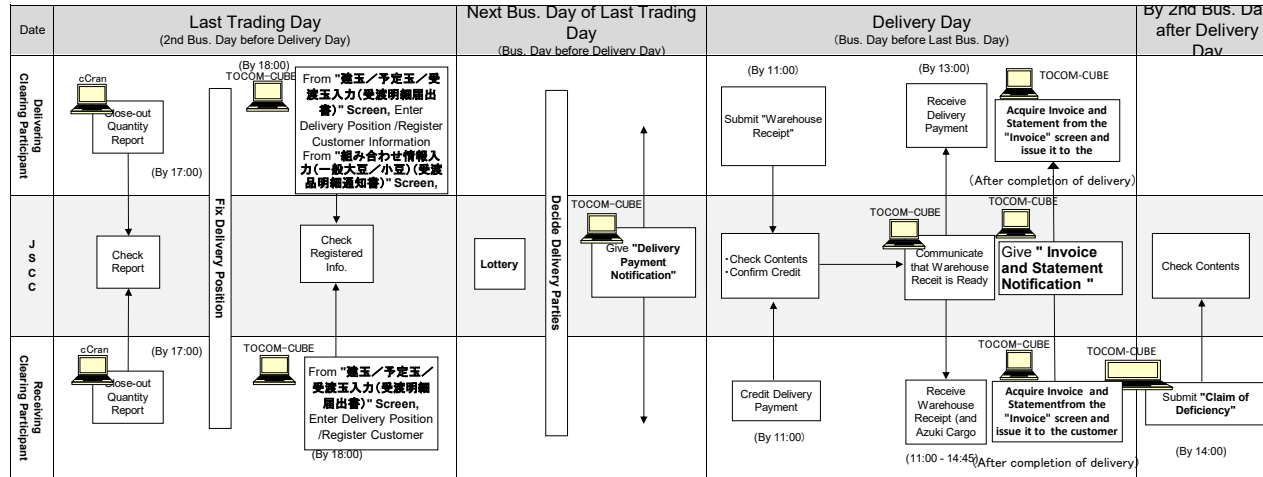 Date
Last Trading Day
(2nd Bus. Day before Delivery Day)
Next Bus. Day of Last Trading
Day
(Bus. Day before Delivery Day)
Delivery Day
(Bus. Day before Last Bus. Day)
By 2nd Bus. Da
after Delivery
Day
Delivering
Clearing Participant
cCran
Close-out
Quantity
Report
(By 17:00)
Fix Delivery Position
(By 18:00)
TOCOM-CUBE
From "建玉／予定玉／受
渡玉入力(受渡明細届出
書)" Screen, Enter
Delivery Position /Register
Customer Information
From "組み合わせ情報入
力(一般大豆／小豆)(受渡
品明細通知書)" Screen,
Decide Delivery Parties
(By 11:00)
Submit "Warehouse
Receipt"
(By 13:00)
Receive
Delivery
Payment
TOCOM-CUBE
Acquire Invoice and
Statement from the
"Invoice" screen and
issue it to the
(After completion of delivery)
JSCC
Check
Report
Check
Registered
Info.
Lottery
TOCOM-CUBE
Give "Delivery
Payment
Notification"
・Check Contents
・Confirm Credit
TOCOM-CUBE
Communicate
that Warehouse
Receit is Ready
TOCOM-CUBE
Give " Invoice
and Statement
Notification "
Check Contents
Receiving
Clearing Participant
cCran
(By 17:00)
Close-out
Quantity
Report
TOCOM-CUBE
From "建玉／予定玉／
受渡玉入力(受渡明細
届出書)" Screen,
Enter Delivery Position
/Register Customer
(By 18:00)
Credit Delivery
Payment
(By 11:00)
Receive
Warehouse
Receipt (and
Azuki Cargo
(11:00 - 14:45)
TOCOM-CUBE
Acquire Invoice and
Statementfrom the
"Invoice" screen and
issue it to the customer
(After completion of delivery)
TOCOM-CUBE
Submit "Claim of
Deficiency"
(By 14:00)